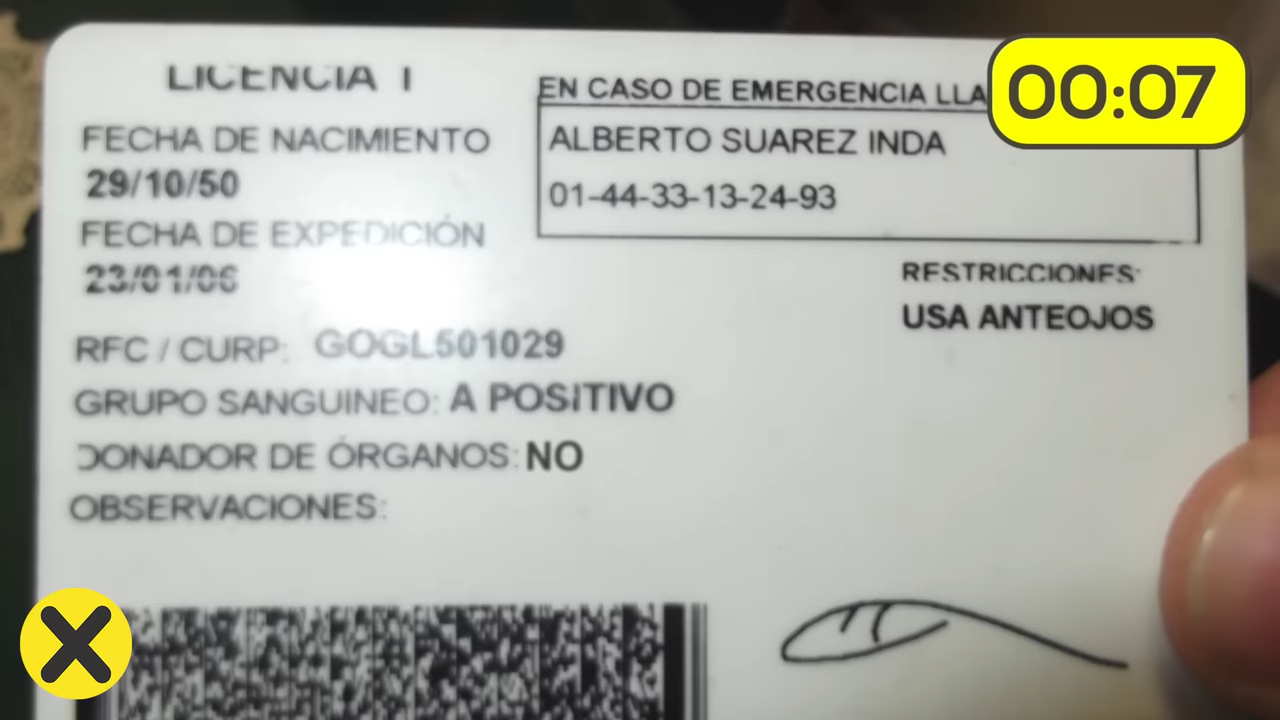 LICENCIA I
EN CASO DE EMERGENCIA LLA
00:07
FECHA DE NACIMIENTO
29/10/50
ALBERTO SUAREZ INDA
01-44-33-13-24-93
FECHA DE EXPEDICIÓN
23/01/06
RESTRICCIONES:
USA ANTEOJOS
RFC / CURP: GOGL501029
GRUPO SANGUINEO: A POSITIVO
DONADOR DE ÓRGANOS: NO
OBSERVACIONES: